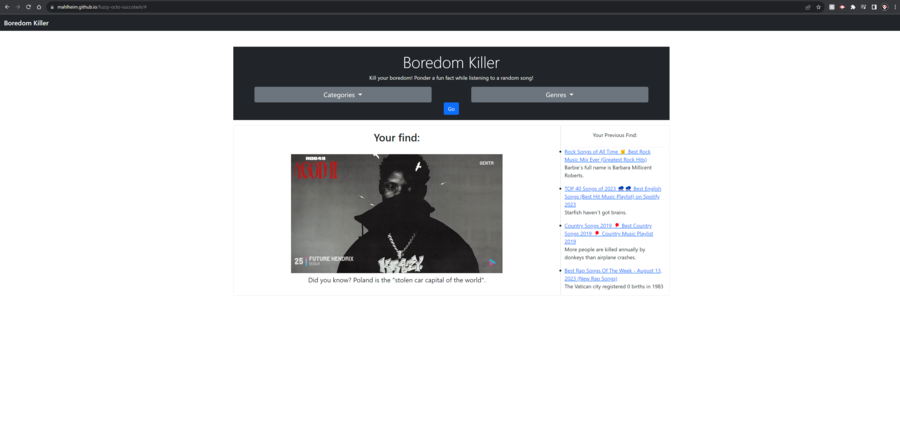 mahlheim.github.io/fuzzy-octo-succotash/#
Boredom Killer
Boredom Killer
Kill your boredom! Ponder a fun fact while listening to a random song!
Categories
Genres
Go
Your find:
25
FUTURE HENDRIX
Did you know? Poland is the "stolen car capital of the world".
Your Previous Find:
Rock Songs of All Time 🌟 Best Rock
Music Mix Ever (Greatest Rock Hits)
Barbie's full name is Barbara Millicent
Roberts.
TOP 40 Songs of 2023
Best English
Songs (Best Hit Music Playlist) on Spotify
2023
Starfish haven't got brains.
Country Songs 2019 🎈 Best Country
Songs 2019 🎈 Country Music Playlist
2019
More people are killed annually by
donkeys than airplane crashes.
Best Rap Songs Of The Week - August 13,
2023 (New Rap Songs)
The Vatican city registered 0 births in 1983